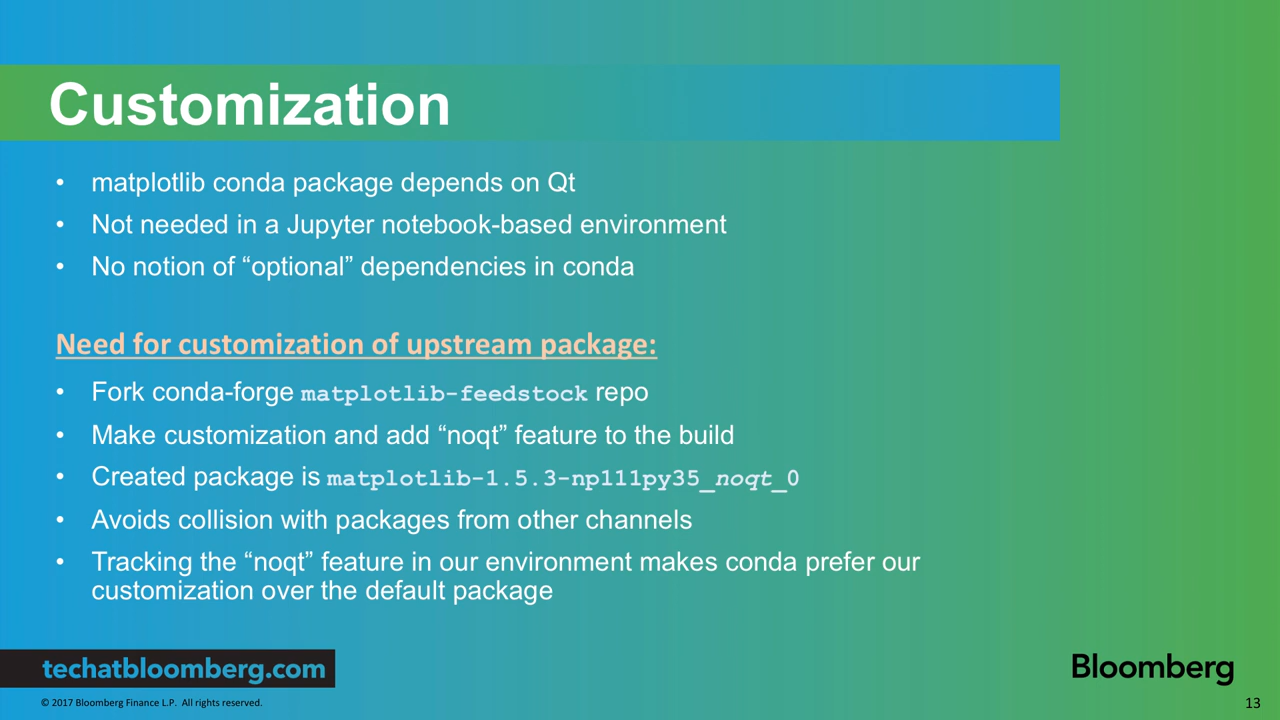 Customization
• matplotlib conda package depends on Qt
• Not needed in a Jupyter notebook-based environment
• No notion of “optional” dependencies in conda
Need for customization of upstream package:
• Fork conda-forge matplotlib-feedstock repo
• Make customization and add “noqt” feature to the build
• Created package is matplotlib-1.5.3-np111py35_noqt_0
• Avoids collision with packages from other channels
• Tracking the “noqt” feature in our environment makes conda prefer our
customization over the default package
techatbloomberg.com
Bloomberg
© 2017 Bloomberg Finance L.P. All rights reserved.
13